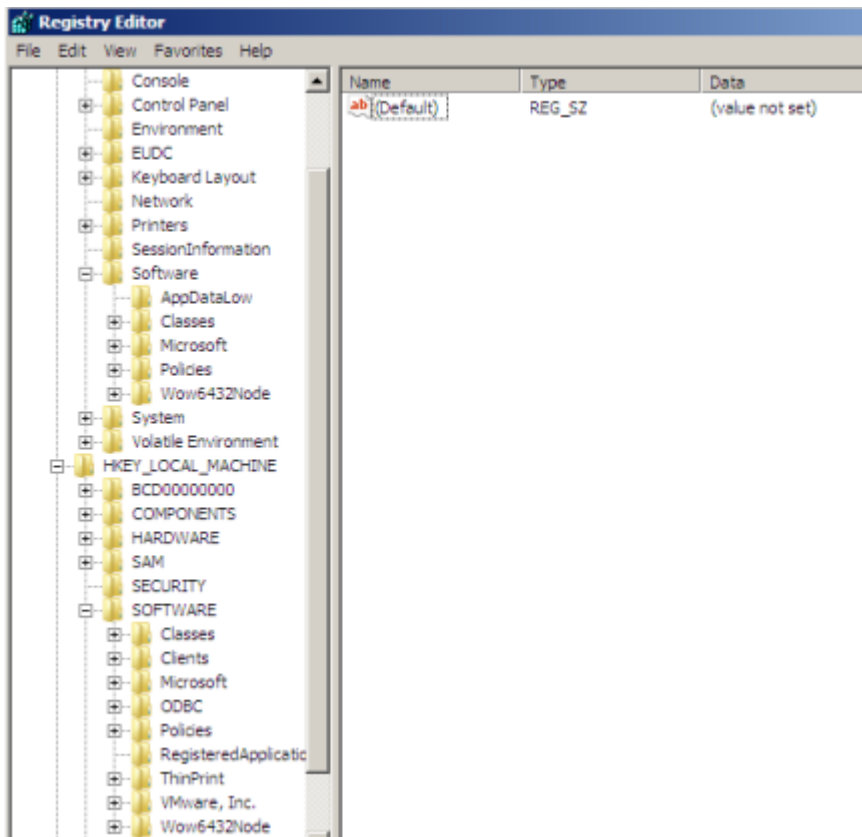 Registry Editor
File Edit View Favorites Help
Console
Control Panel
Environment
EUDC
Keyboard Layout
Network
Printers
SessionInformation
Software
AppDataLow
Classes
Microsoft
Policies
Wow6432Node
System
Volatile Environment
HKEY_LOCAL_MACHINE
BCD00000000
COMPONENTS
HARDWARE
SAM
SECURITY
SOFTWARE
Classes
Clients
Microsoft
ODBC
Policies
RegisteredApplicatio
ThinPrint
VMware, Inc.
Wow6432Node
Name Type Data
ab (Default) REG_SZ (value not set)